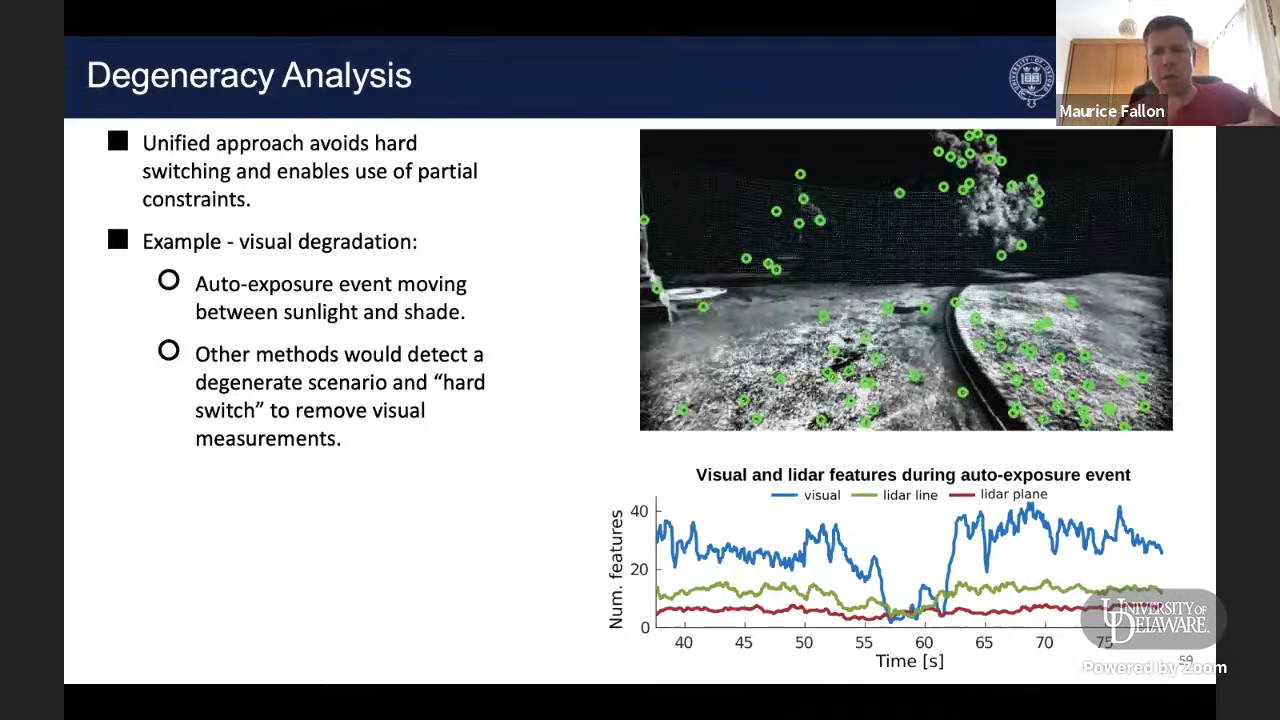 Degeneracy Analysis
Maurice Fallon
Unified approach avoids hard
switching and enables use of partial
constraints.
Example - visual degradation:
Auto-exposure event moving
between sunlight and shade.
Other methods would detect a
degenerate scenario and “hard
switch” to remove visual
measurements.
Visual and lidar features during auto-exposure event
visual lidar line lidar plane
Num. features
40
20
0
40 45 50 55 60 65 70 75
Time [s]
UNIVERSITY OF
DELAWARE.
59
Powered by Zoom